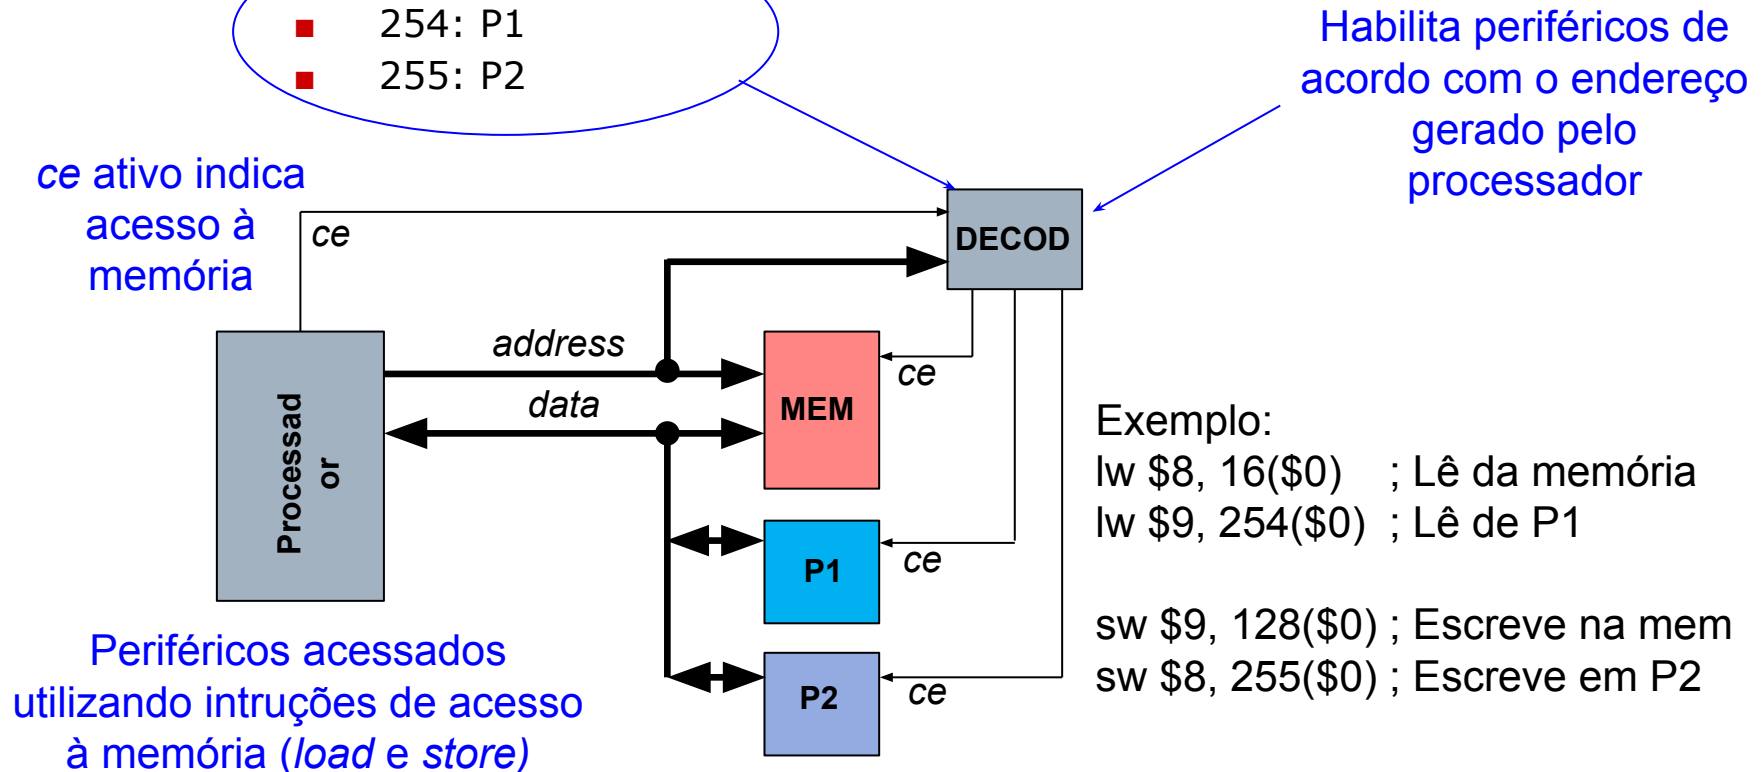 254: P1
255: P2
Habilita periféricos de
acordo com o endereço
gerado pelo
processador
ce ativo indica
acesso à
memória
ce
DECOD
address
data
Processad
or
MEM
ce
P1
ce
P2
ce
Exemplo:
lw $8, 16($0) ; Lê da memória
lw $9, 254($0) ; Lê de P1
sw $9, 128($0) ; Escreve na mem
sw $8, 255($0) ; Escreve em P2
Periféricos acessados
utilizando intruções de acesso
à memória (load e store)